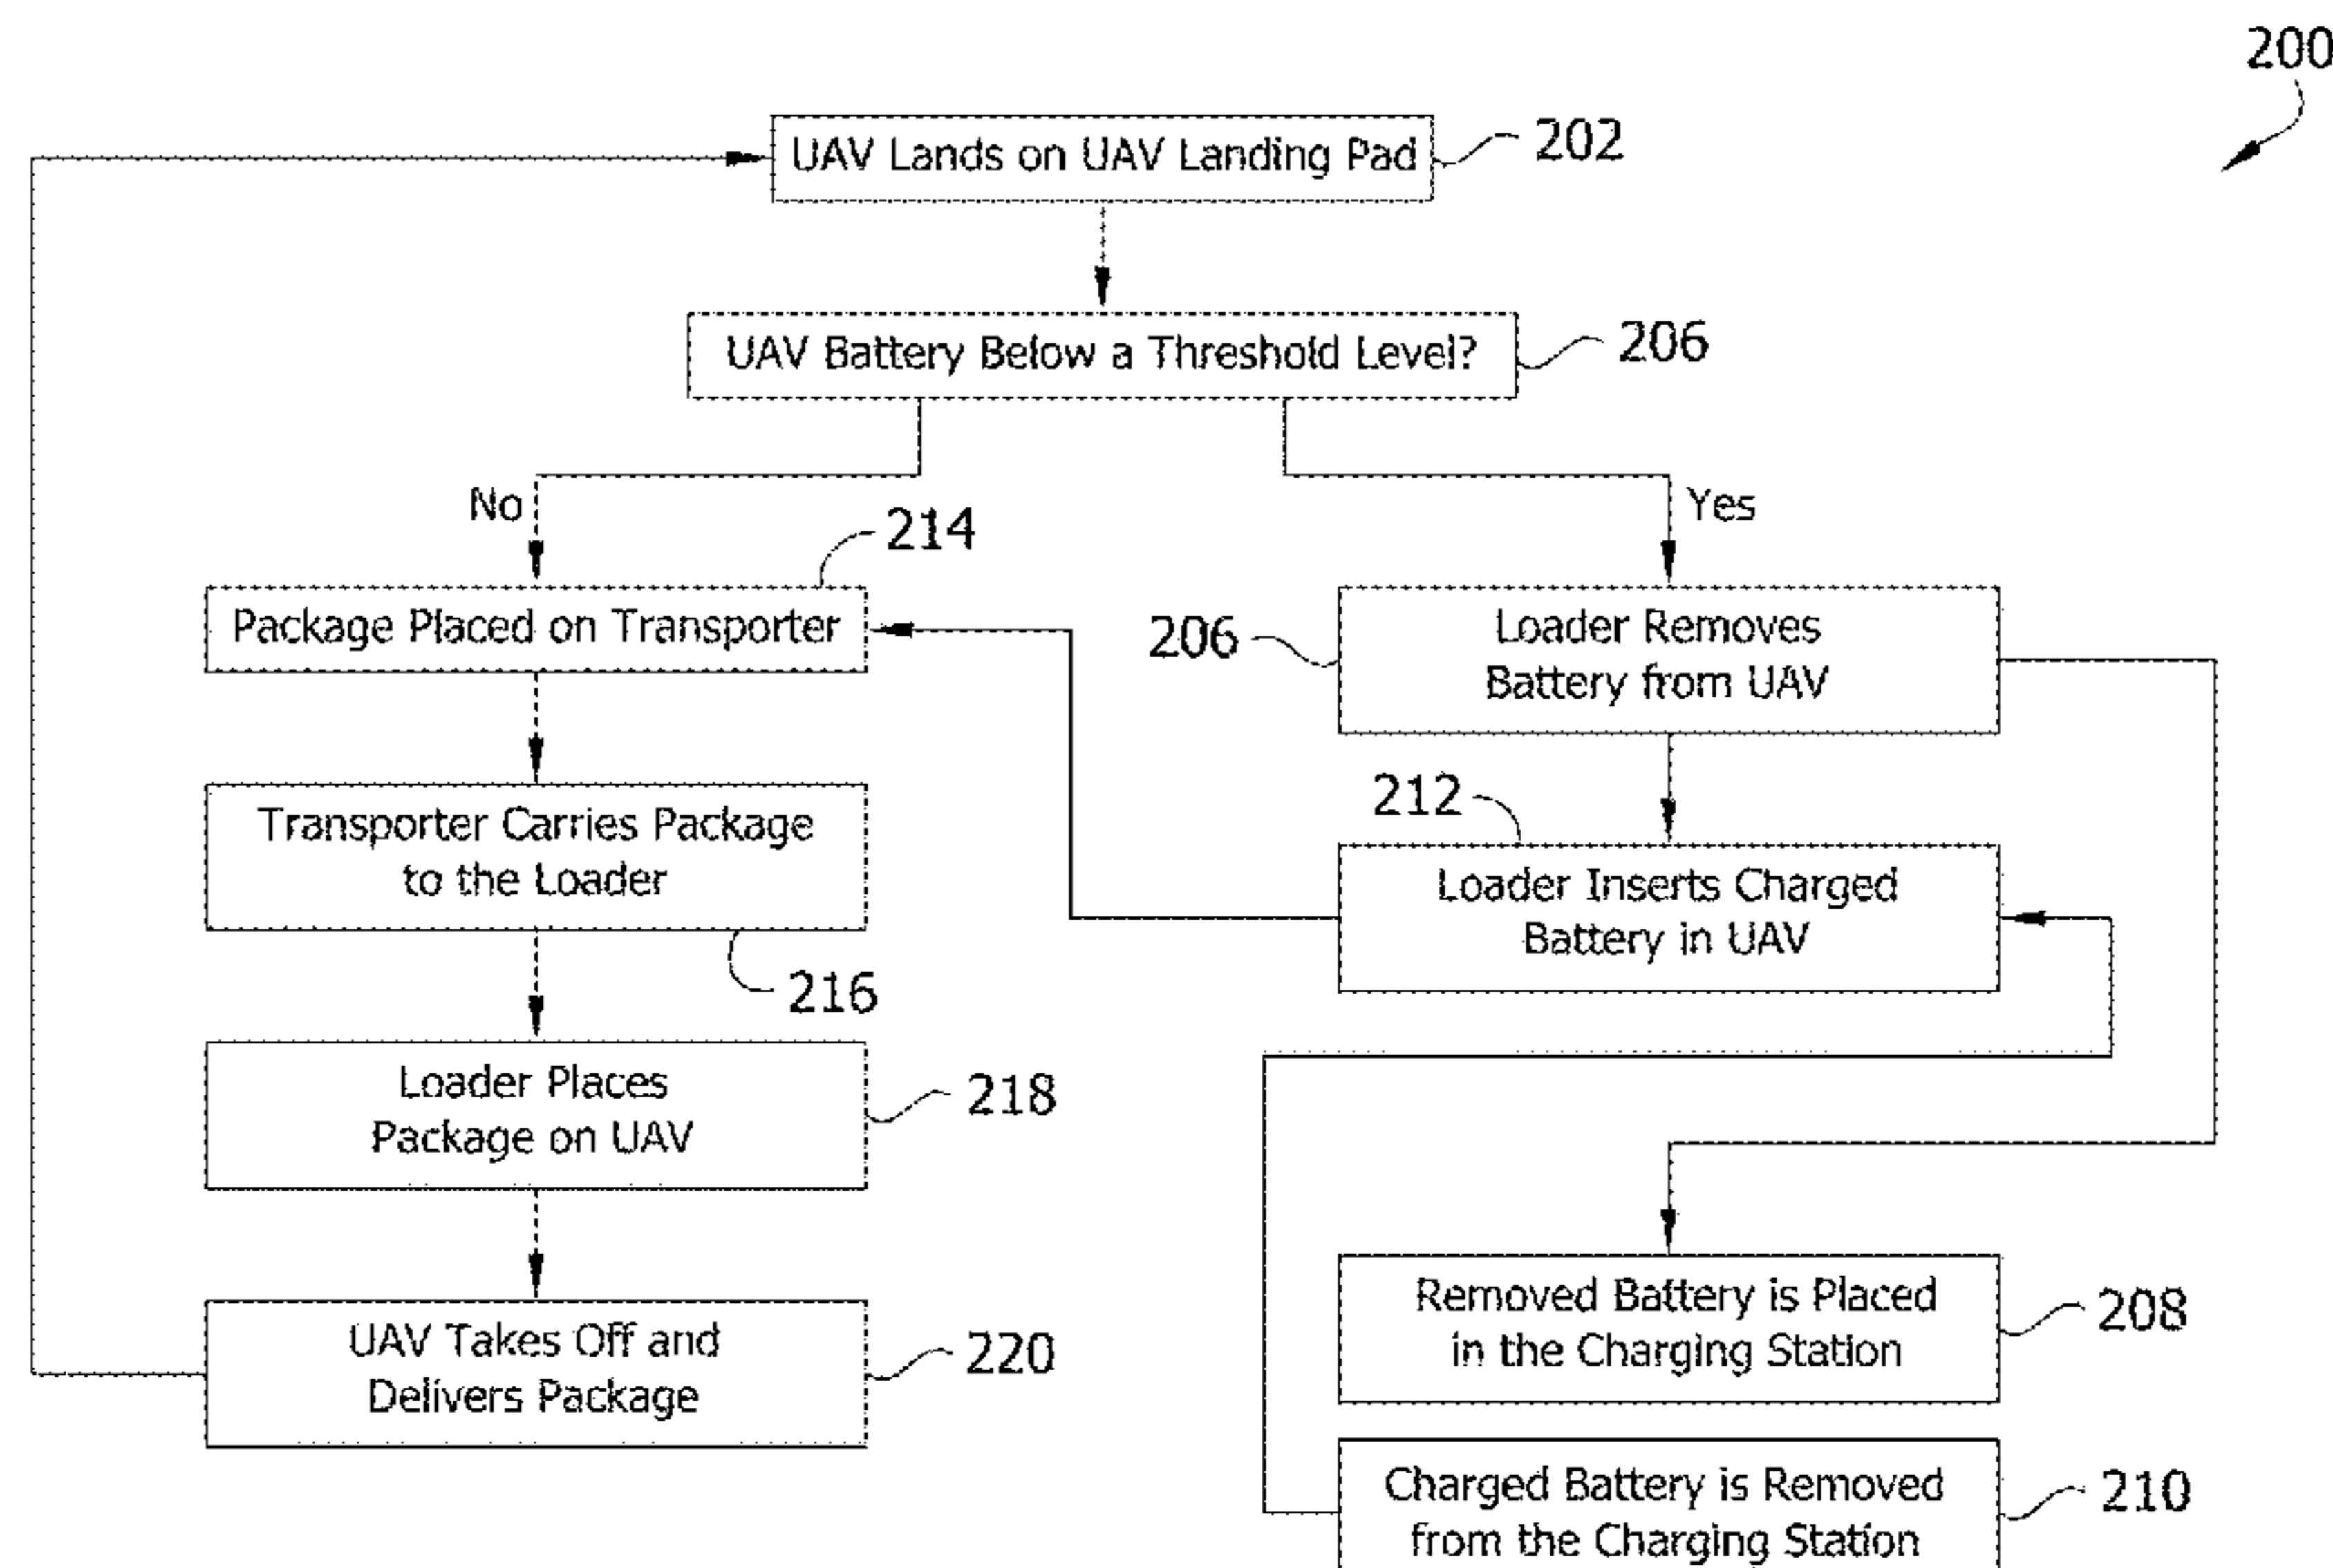 200
UAV Lands on UAV Landing Pad
202
UAV Battery Below a Threshold Level?
206
No
Yes
214
Package Placed on Transporter
206
Loader Removes
Battery from UAV
Transporter Carries Package
to the Loader
216
212
Loader Inserts Charged
Battery in UAV
Loader Places
Package on UAV
218
UAV Takes Off and
Delivers Package
220
Removed Battery is Placed
in the Charging Station
208
Charged Battery is Removed
from the Charging Station
210